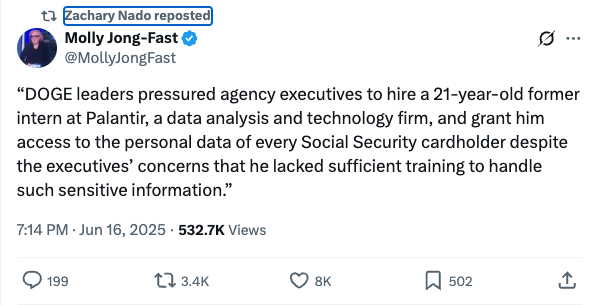 Zachary Nado reposted
Molly Jong-Fast
@MollyJongFast
“DOGE leaders pressured agency executives to hire a 21-year-old former
intern at Palantir, a data analysis and technology firm, and grant him
access to the personal data of every Social Security cardholder despite
the executives’ concerns that he lacked sufficient training to handle
such sensitive information.”
7:14 PM · Jun 16, 2025 · 532.7K Views
199 3.4K 8K 502